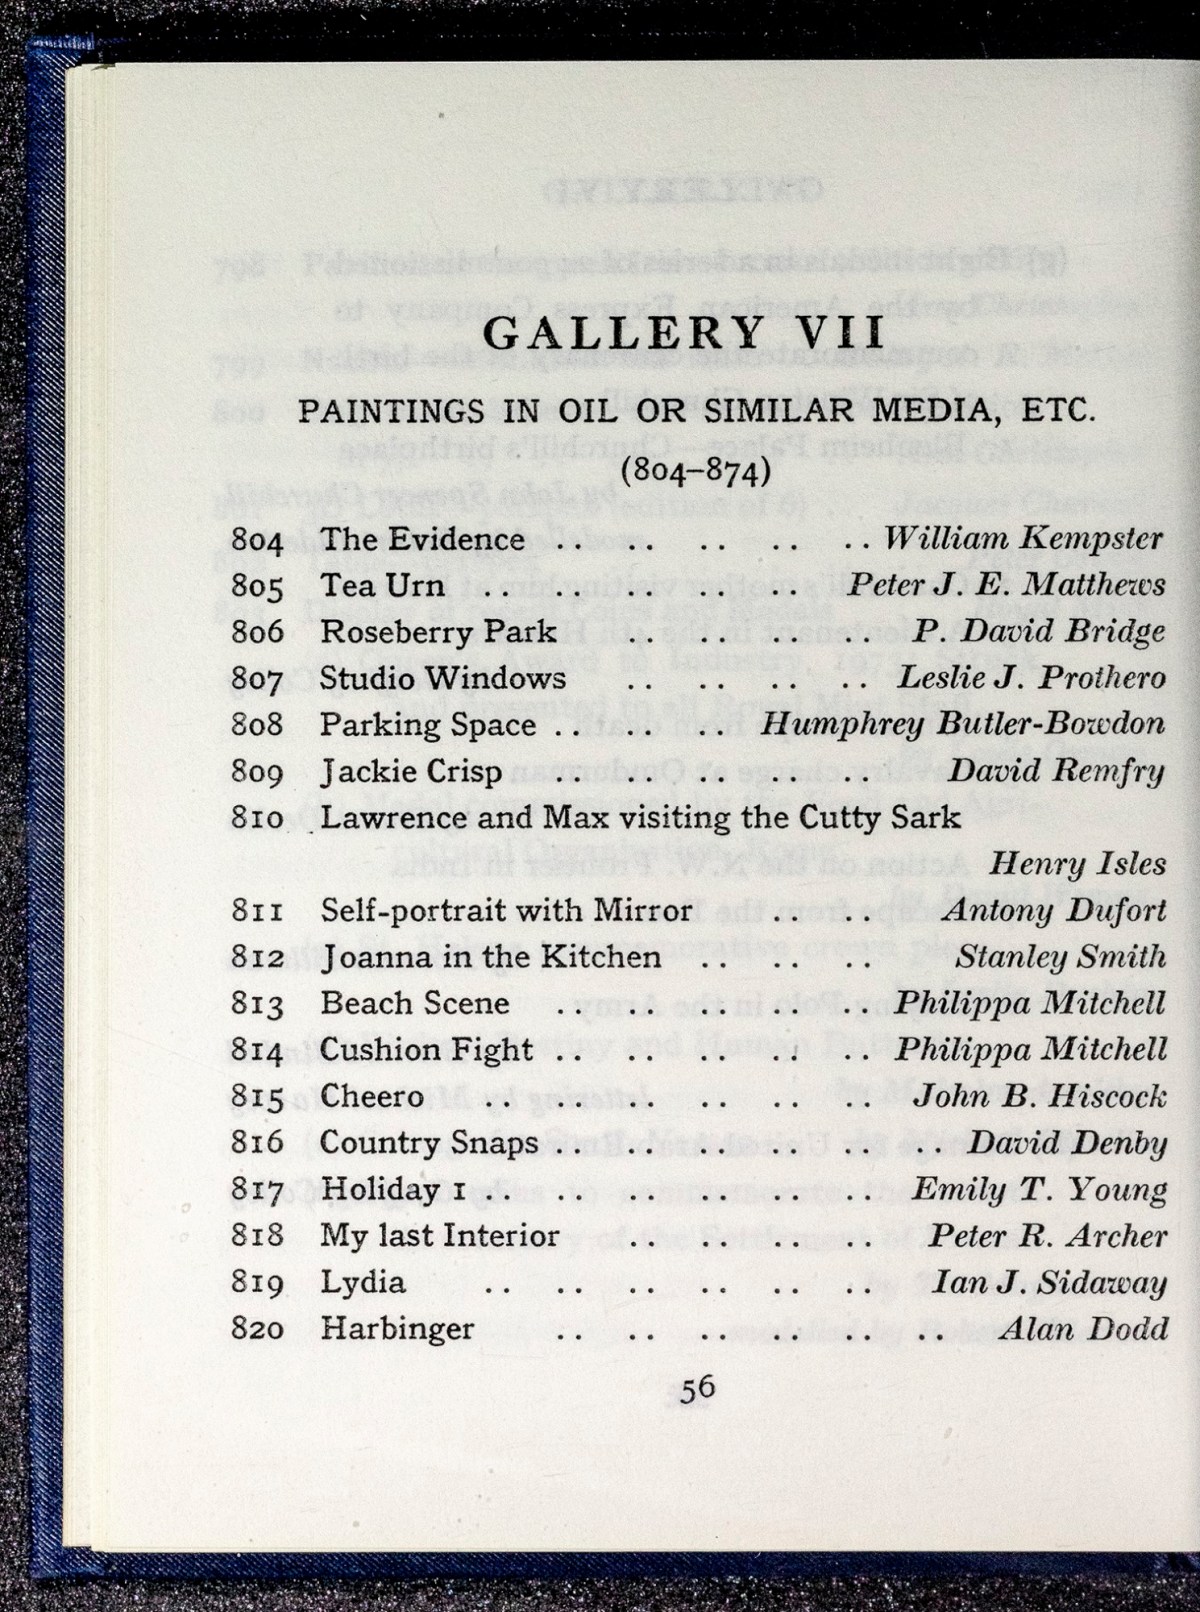 GALLERY VII
PAINTINGS IN OIL OR SIMILAR MEDIA, ETC.
(804–874)
804 The Evidence .. .. .. .. .. William Kempster
805 Tea Urn .. .. .. .. .. Peter J. E. Matthews
806 Roseberry Park .. .. .. .. P. David Bridge
807 Studio Windows .. .. .. .. Leslie J. Prothero
808 Parking Space .. .. .. Humphrey Butler-Bowdon
809 Jackie Crisp .. .. .. .. .. David Remfry
810 Lawrence and Max visiting the Cutty Sark
Henry Isles
811 Self-portrait with Mirror .. .. Antony Dufort
812 Joanna in the Kitchen .. .. .. Stanley Smith
813 Beach Scene .. .. .. .. .. Philippa Mitchell
814 Cushion Fight .. .. .. .. .. Philippa Mitchell
815 Cheero .. .. .. .. .. .. John B. Hiscock
816 Country Snaps .. .. .. .. .. .. David Denby
817 Holiday 1 .. .. .. .. .. .. Emily T. Young
818 My last Interior .. .. .. .. Peter R. Archer
819 Lydia .. .. .. .. .. .. Ian J. Sidaway
820 Harbinger .. .. .. .. .. .. Alan Dodd
56